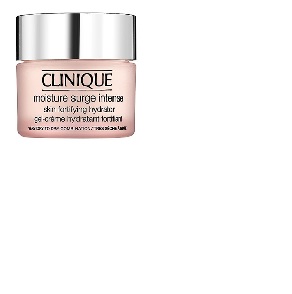 CLINIQUE
moisture surge intense
skin fortifying hydrator
gel-crème hydratant fortifiant